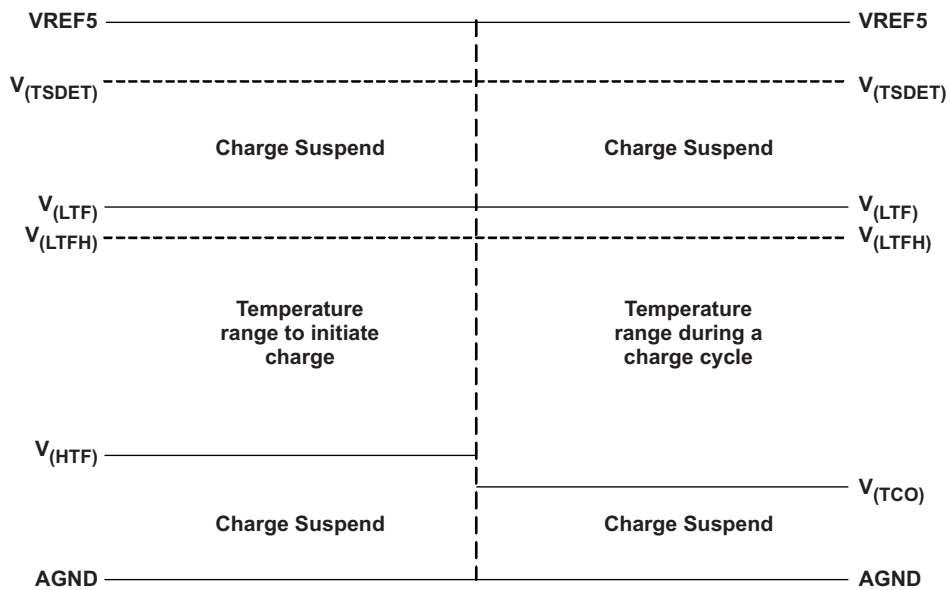 VREF5 VREF5
V(TSDET) V(TSDET)
Charge Suspend Charge Suspend
V(LTF) V(LTF)
V(LTFH) V(LTFH)
Temperature Temperature
range to initiate range during a
charge charge cycle
V(HTF)
V(TCO)
Charge Suspend Charge Suspend
AGND AGND